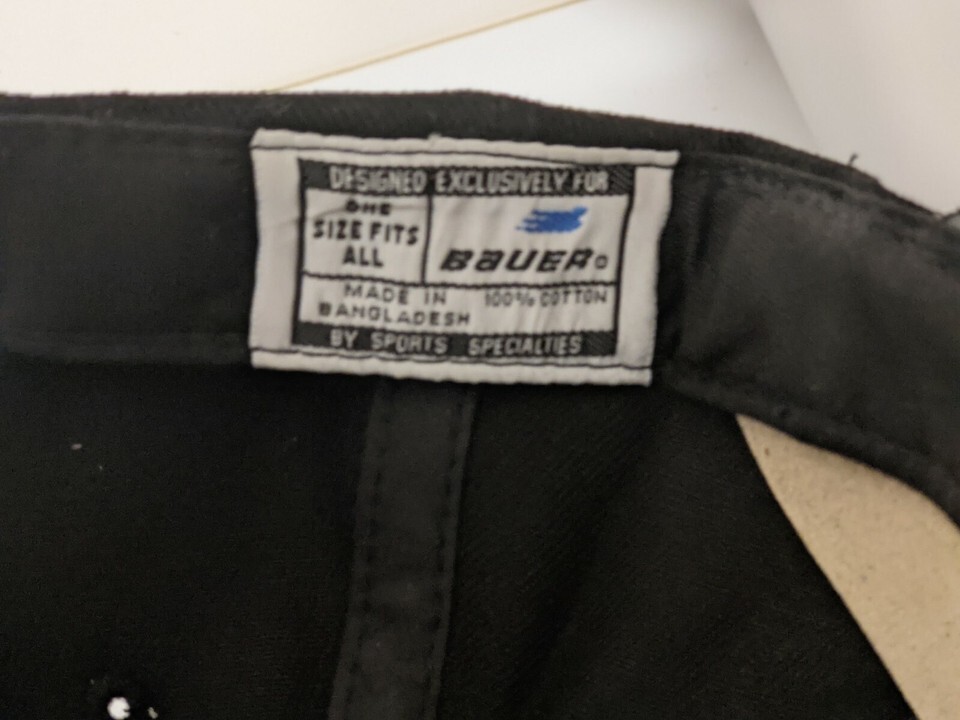 DESIGNED EXCLUSIVELY FOR
ONE
SIZE FITS
ALL
BAUER
MADE IN
BANGLADESH
100% COTTON
BY SPORTS SPECIALTIES